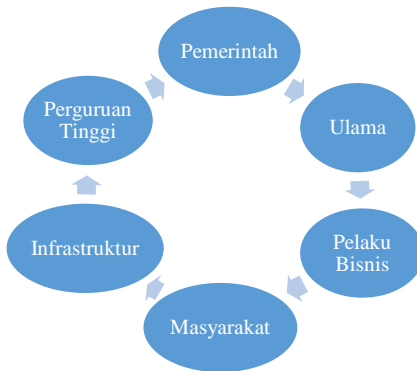 Pemerintah
Ulama
Pelaku
Bisnis
Masyarakat
Infrastruktur
Perguruan
Tinggi